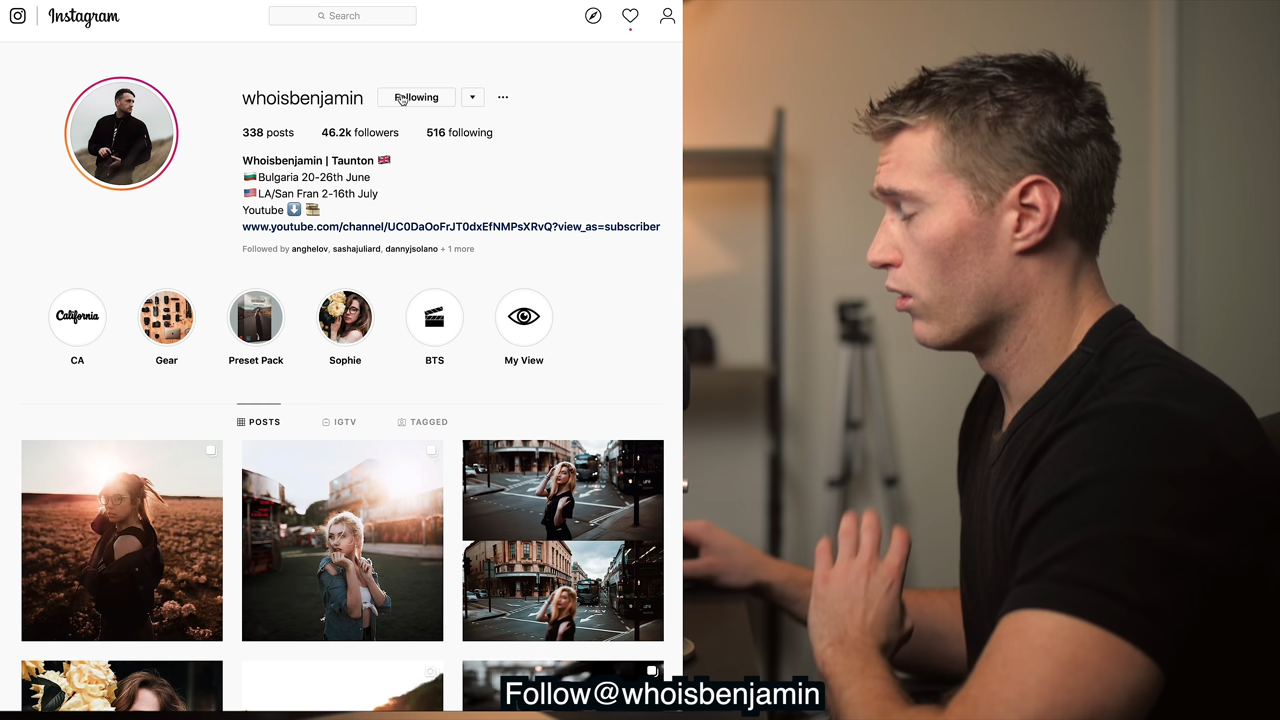 Instagram
Search
whoisbenjamin
Following
338 posts 46.2k followers 516 following
Whoisbenjamin | Taunton 🇬🇧
🇧🇬Bulgaria 20-26th June
🇺🇸LA/San Fran 2-16th July
Youtube ⬇️
www.youtube.com/channel/UC0DaOoFrJT0dxEfNMPsXRvQ?view_as=subscriber
Followed by anghelov, sashajuliard, dannyjsolano + 1 more
California
CA Gear Preset Pack Sophie BTS My View
POSTS IGTV TAGGED
Follow@whoisbenjamin